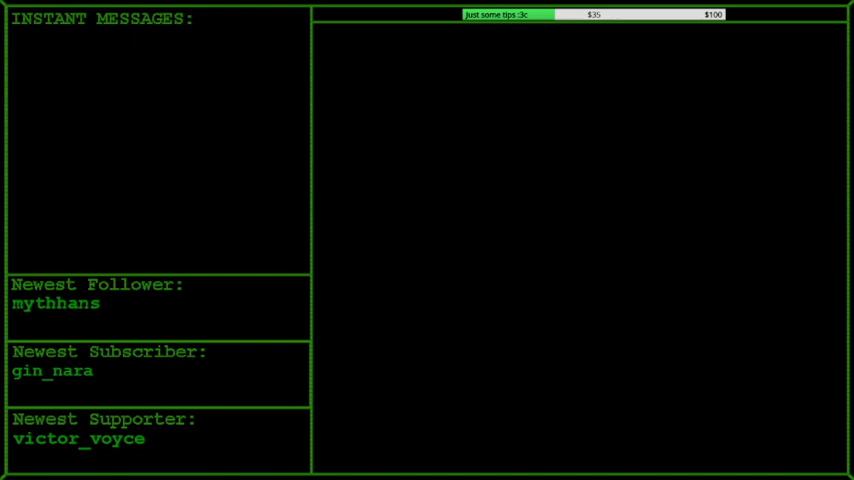 INSTANT MESSAGES:
Just some tips :3c $35 $100
Newest Follower:
mythhans
Newest Subscriber:
gin_nara
Newest Supporter:
victor_voyce